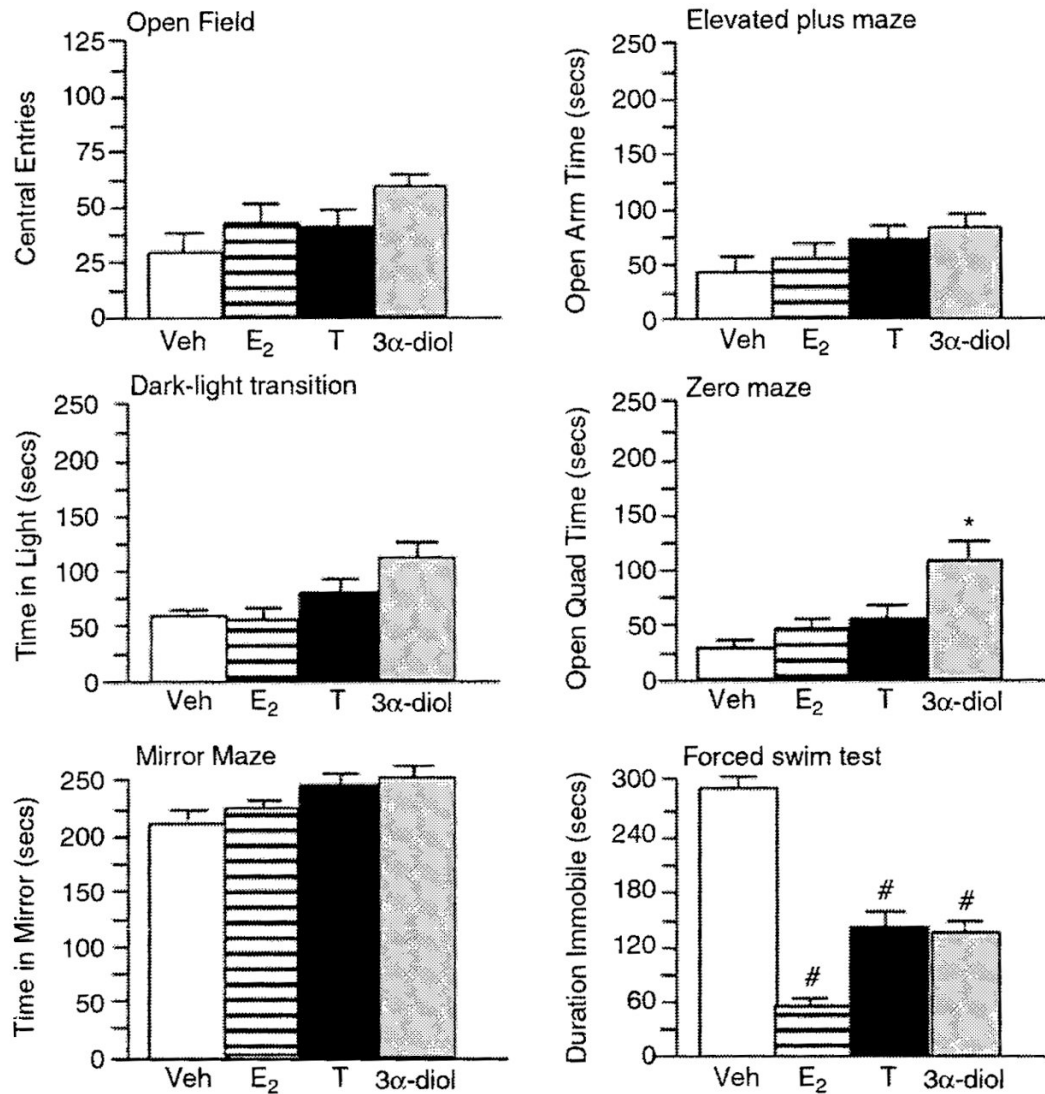 Open Field
Central Entries
125
100
75
50
25
0
Veh E₂ T 3α-diol
Elevated plus maze
Open Arm Time (secs)
250
200
150
100
50
0
Veh E₂ T 3α-diol
Dark-light transition
Time in Light (secs)
250
200
150
100
50
0
Veh E₂ T 3α-diol
Zero maze
Open Quad Time (secs)
250
200
150
100
50
0
*
Veh E₂ T 3α-diol
Mirror Maze
Time in Mirror (secs)
250
200
150
100
50
0
Veh E₂ T 3α-diol
Forced swim test
Duration Immobile (secs)
300
240
180
120
60
0
# # #
Veh E₂ T 3α-diol